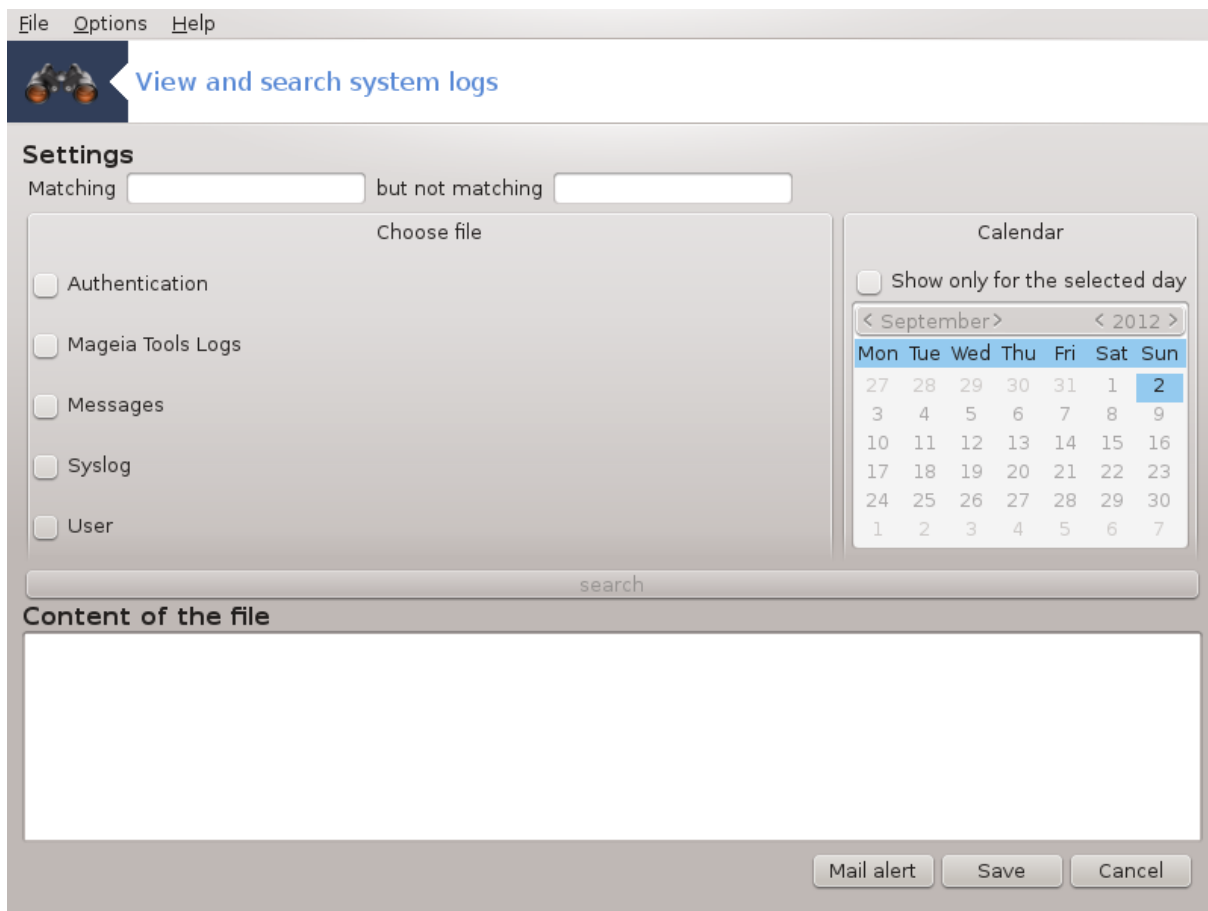 File Options Help
View and search system logs
Settings
Matching but not matching
Choose file
Authentication
Mageia Tools Logs
Messages
Syslog
User
Calendar
Show only for the selected day
< September > < 2012 >
Mon Tue Wed Thu Fri Sat Sun
27 28 29 30 31 1 2
3 4 5 6 7 8 9
10 11 12 13 14 15 16
17 18 19 20 21 22 23
24 25 26 27 28 29 30
1 2 3 4 5 6 7
search
Content of the file
Mail alert Save Cancel